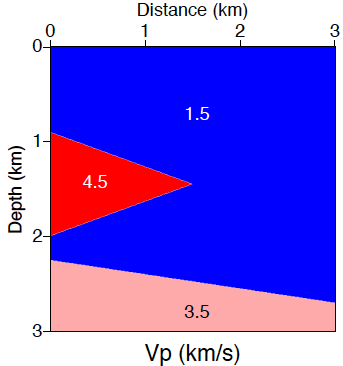 Distance (km)
0 1 2 3
0
1
2
3
Depth (km)
1.5
4.5
3.5
Vp (km/s)